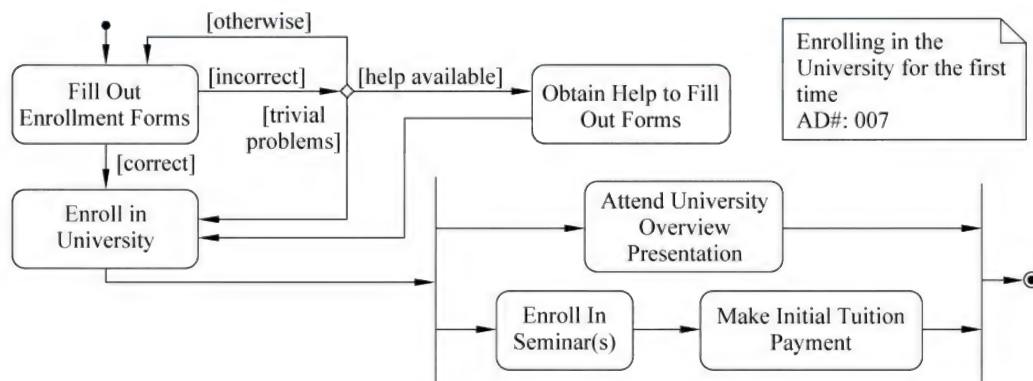 [otherwise]
Fill Out
Enrollment Forms
[incorrect]
[help available]
[trivial
problems]
Obtain Help to Fill
Out Forms
Enrolling in the
University for the first
time
AD#: 007
[correct]
Enroll in
University
Attend University
Overview
Presentation
Enroll In
Seminar(s)
Make Initial Tuition
Payment